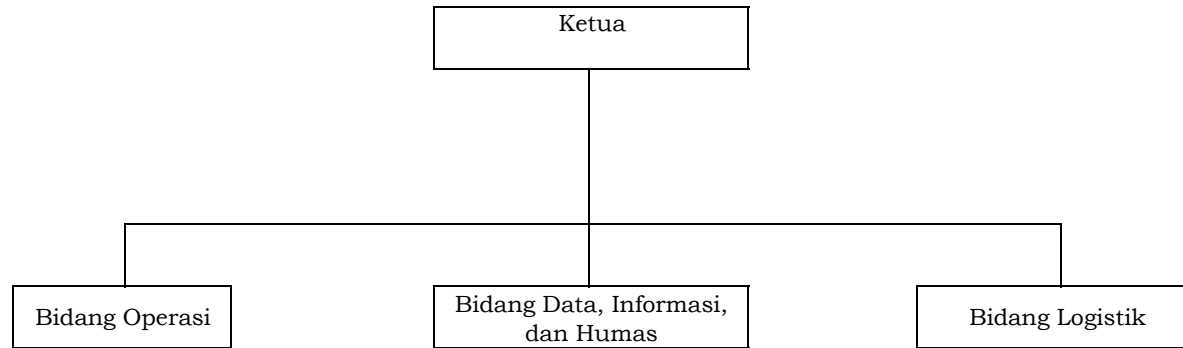 Ketua
Bidang Operasi
Bidang Data, Informasi,
dan Humas
Bidang Logistik